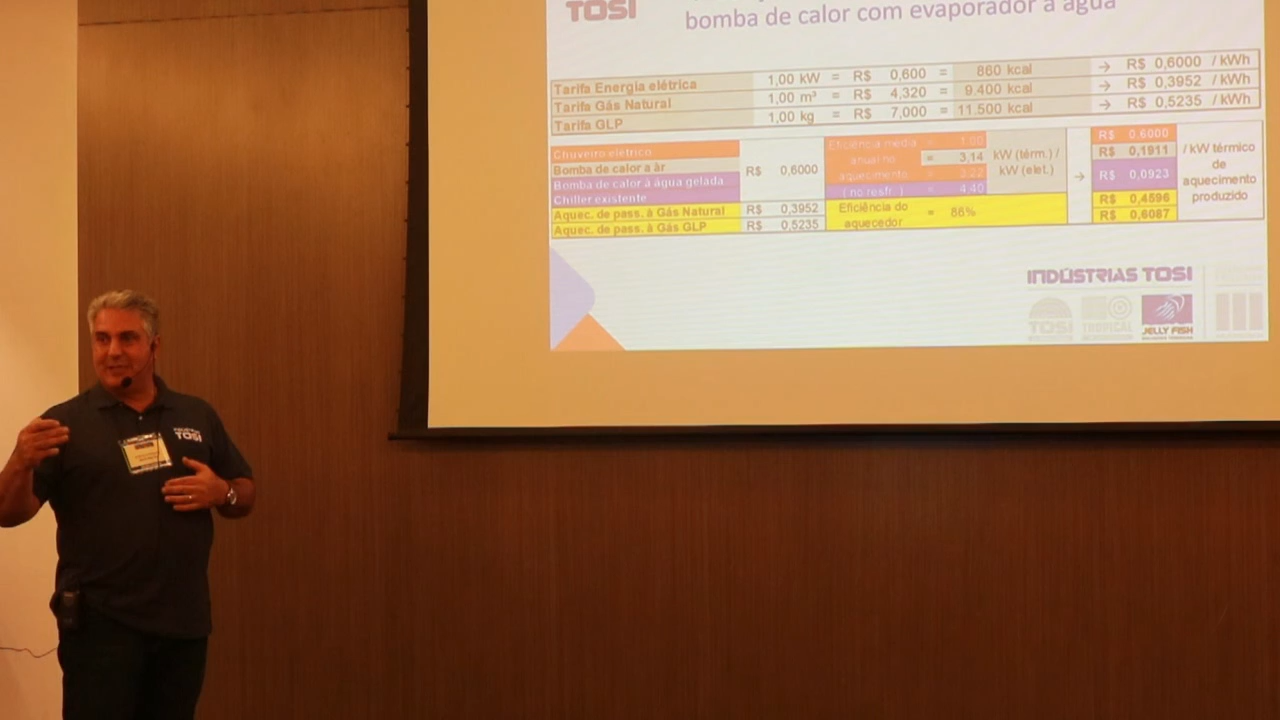 TOSI
bomba de calor com evaporador a água
Tarifa Energia elétrica 1,00 kW = R$ 0,600 = 860 kcal → R$ 0,6000 / kWh
Tarifa Gás Natural 1,00 m³ = R$ 4,320 = 9.400 kcal → R$ 0,3952 / kWh
Tarifa GLP 1,00 kg = R$ 7,000 = 11.500 kcal → R$ 0,5235 / kWh
Chuveiro elétrico
Bomba de calor a àr
Bomba de calor à água gelada
Chiller existente
R$ 0,6000
Eficiência média = 1,00
anual no = 3,14
aquecimento = 3,22
( no resfr. ) = 4,40
kW (térm.) /
kW (elet.)
→
R$ 0.6000
R$ 0,1911
R$ 0,0923
R$ 0,4596
R$ 0,6087
/ kW térmico
de
aquecimento
produzido
Aquec. de pass. à Gás Natural R$ 0,3952
Aquec. de pass. à Gás GLP R$ 0,5235
Eficiência do
aquecedor
= 86%
INDÚSTRIAS TOSI
TOSI
TROPICAL
JELLY FISH
TOSI